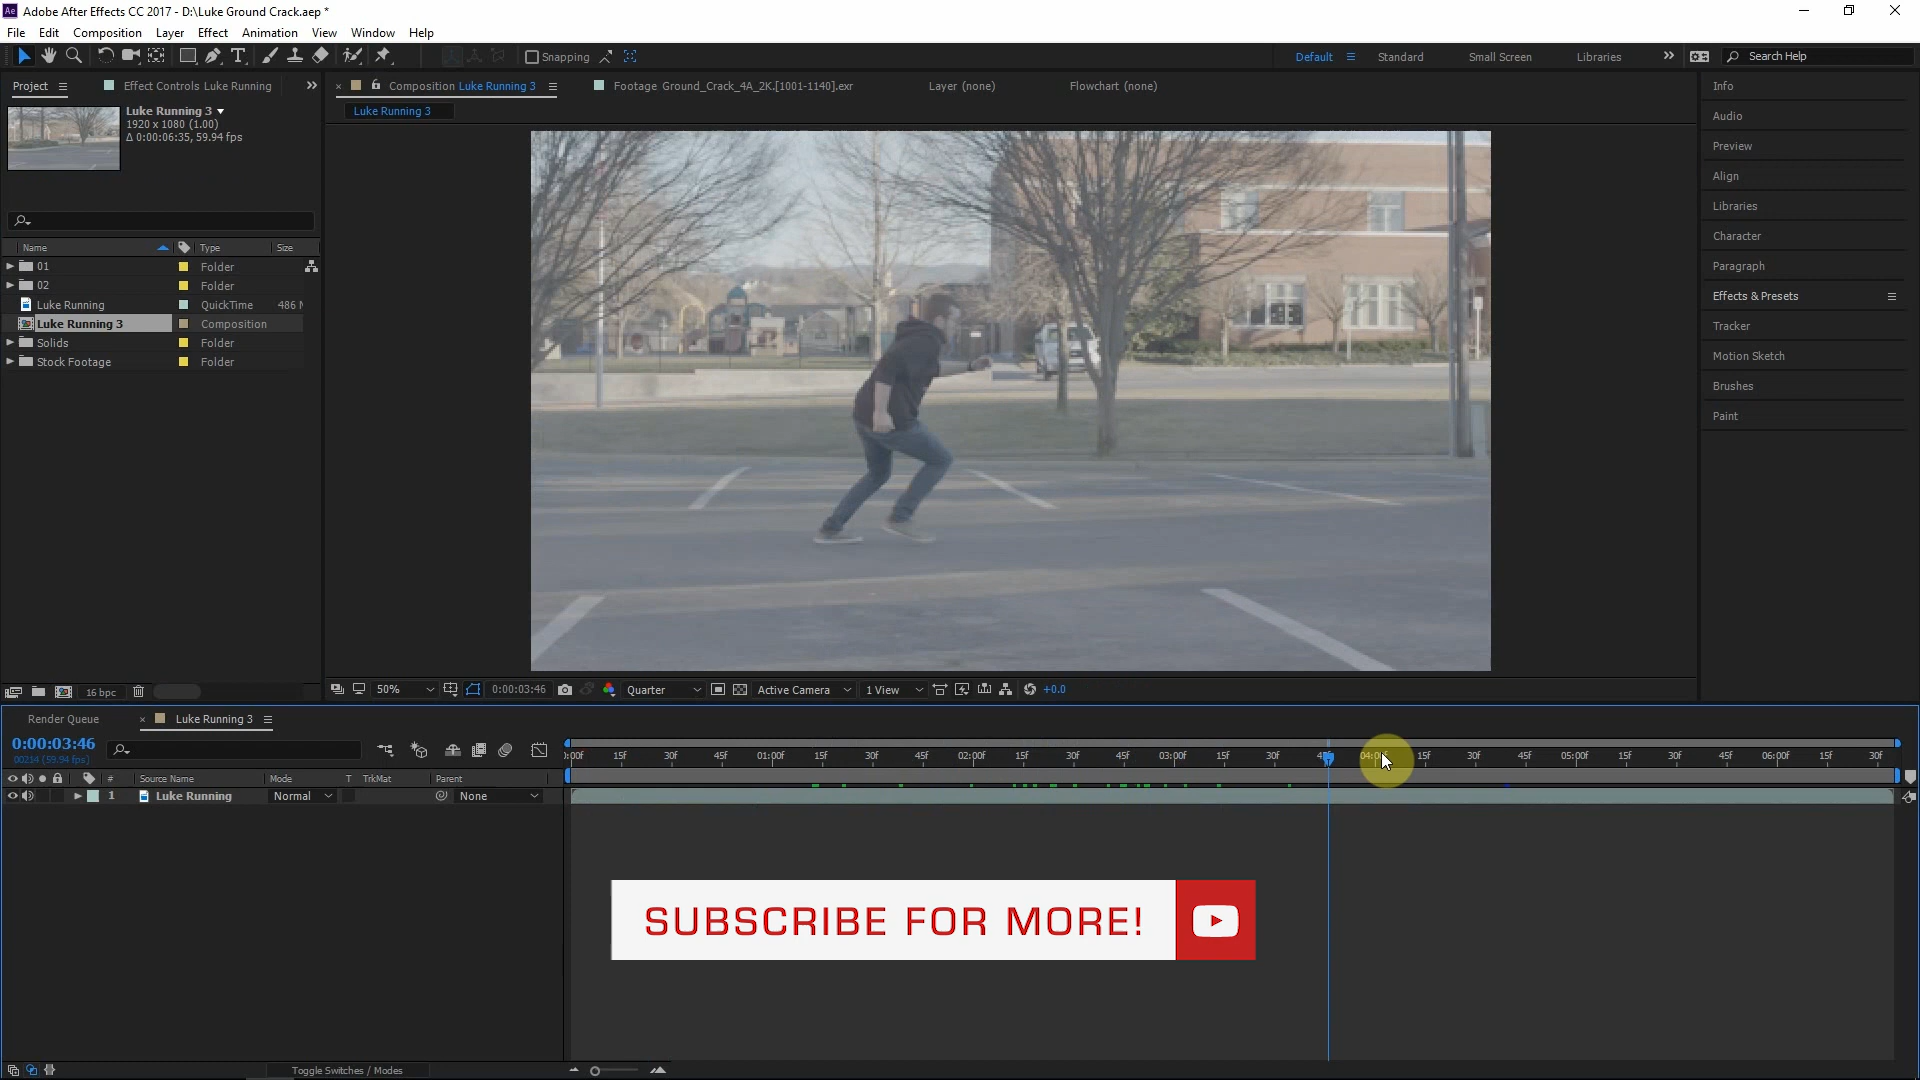 Adobe After Effects CC 2017 - D:\Luke Ground Crack.aep *
File Edit Composition Layer Effect Animation View Window Help
Snapping
Default Standard Small Screen Libraries Search Help
Project Effect Controls Luke Running
Composition Luke Running 3 Footage Ground_Crack_4A_2K.[1001-1140].exr Layer (none) Flowchart (none)
Luke Running 3
Luke Running 3
1920 x 1080 (1.00)
Δ 0:00:06:35, 59.94 fps
Name Type Size
01 Folder
02 Folder
Luke Running QuickTime 486
Luke Running 3 Composition
Solids Folder
Stock Footage Folder
Info
Audio
Preview
Align
Libraries
Character
Paragraph
Effects & Presets
Tracker
Motion Sketch
Brushes
Paint
16 bpc
50% 0:00:03:46 Quarter Active Camera 1 View +0.0
Render Queue Luke Running 3
0:00:03:46
00214 (59.94 fps)
:00f 15f 30f 45f 01:00f 15f 30f 45f 02:00f 15f 30f 45f 03:00f 15f 30f 15f 30f 45f 05:00f 15f 30f 45f 06:00f 15f 30f
# Source Name Mode T TrkMat Parent
1 Luke Running Normal None
SUBSCRIBE FOR MORE!
Toggle Switches / Modes